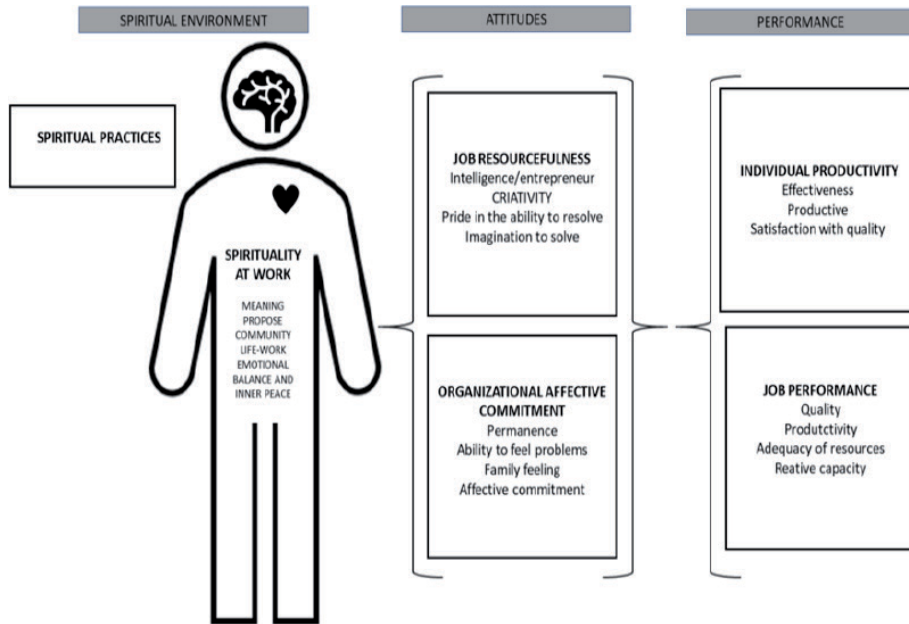 SPIRITUAL ENVIRONMENT
ATTITUDES
PERFORMANCE
SPIRITUAL PRACTICES
SPIRITUALITY
AT WORK
MEANING
PROPOSE
COMMUNITY
LIFE-WORK
EMOTIONAL
BALANCE AND
INNER PEACE
JOB RESOURCEFULNESS
Intelligence/entrepreneur
CRIATIVITY
Pride in the ability to resolve
Imagination to solve
ORGANIZATIONAL AFFECTIVE
COMMITMENT
Permanence
Ability to feel problems
Family feeling
Affective commitment
INDIVIDUAL PRODUCTIVITY
Effectiveness
Productive
Satisfaction with quality
JOB PERFORMANCE
Quality
Produtctivity
Adequacy of resources
Reative capacity